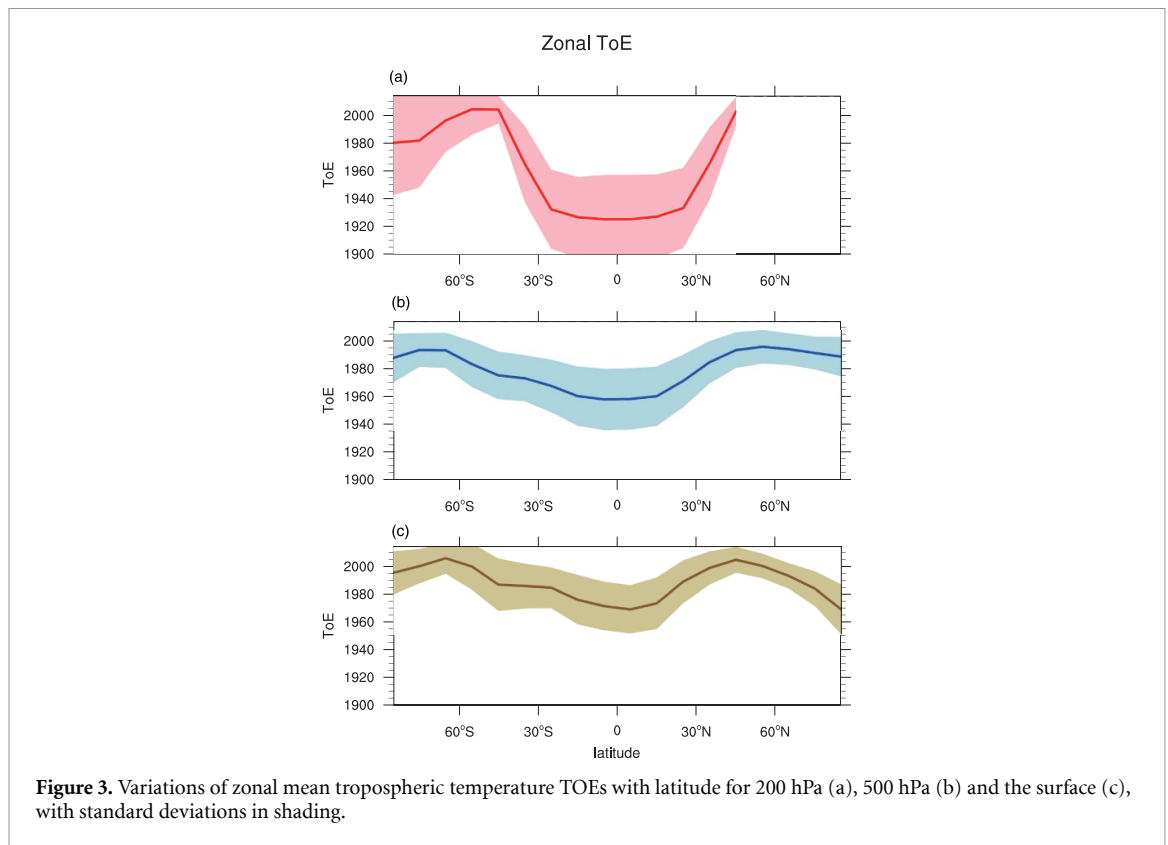 Zonal ToE
(a)
2000
1980
1960
1940
1920
1900
ToE
60°S 30°S 0 30°N 60°N
(b)
2000
1980
1960
1940
1920
1900
ToE
60°S 30°S 0 30°N 60°N
(c)
2000
1980
1960
1940
1920
1900
ToE
60°S 30°S 0 30°N 60°N
latitude
Figure 3. Variations of zonal mean tropospheric temperature TOEs with latitude for 200 hPa (a), 500 hPa (b) and the surface (c),
with standard deviations in shading.